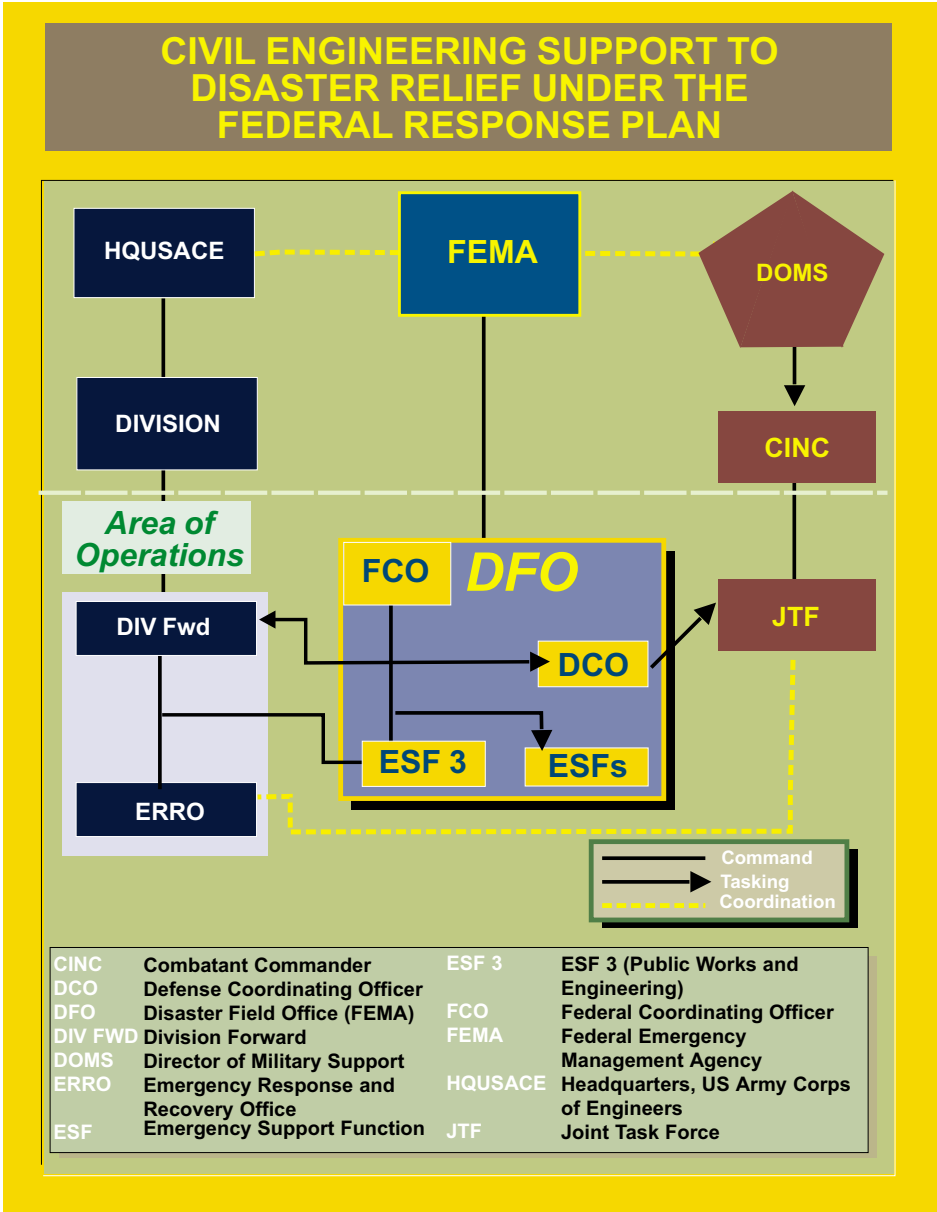 CIVIL ENGINEERING SUPPORT TO
DISASTER RELIEF UNDER THE
FEDERAL RESPONSE PLAN
HQUSACE
FEMA
DOMS
DIVISION
CINC
Area of
Operations
FCO
DFO
DIV Fwd
JTF
DCO
ESF 3
ESFs
ERRO
Command
Tasking
Coordination
CINC Combatant Commander
DCO Defense Coordinating Officer
DFO Disaster Field Office (FEMA)
DIV FWD Division Forward
DOMS Director of Military Support
ERRO Emergency Response and
Recovery Office
ESF Emergency Support Function
ESF 3 ESF 3 (Public Works and
Engineering)
FCO Federal Coordinating Officer
FEMA Federal Emergency
Management Agency
HQUSACE Headquarters, US Army Corps
of Engineers
JTF Joint Task Force